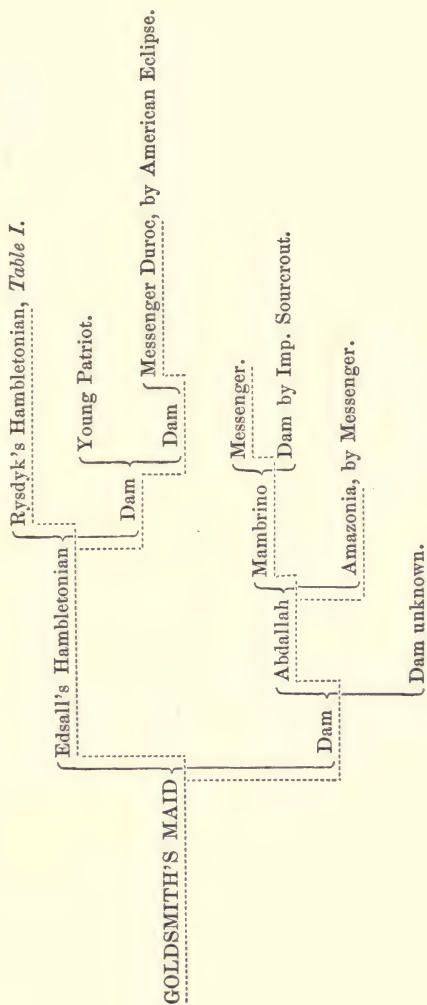 Rysdyk's Hambletonian, Table I.
Edsall's Hambletonian
Young Patriot.
Dam
Messenger Duroc, by American Eclipse.
Dam
GOLDSMITH'S MAID
Messenger.
Mambrino
Dam by Imp. Sourcrout.
Abdallah
Amazonia, by Messenger.
Dam
Dam unknown.